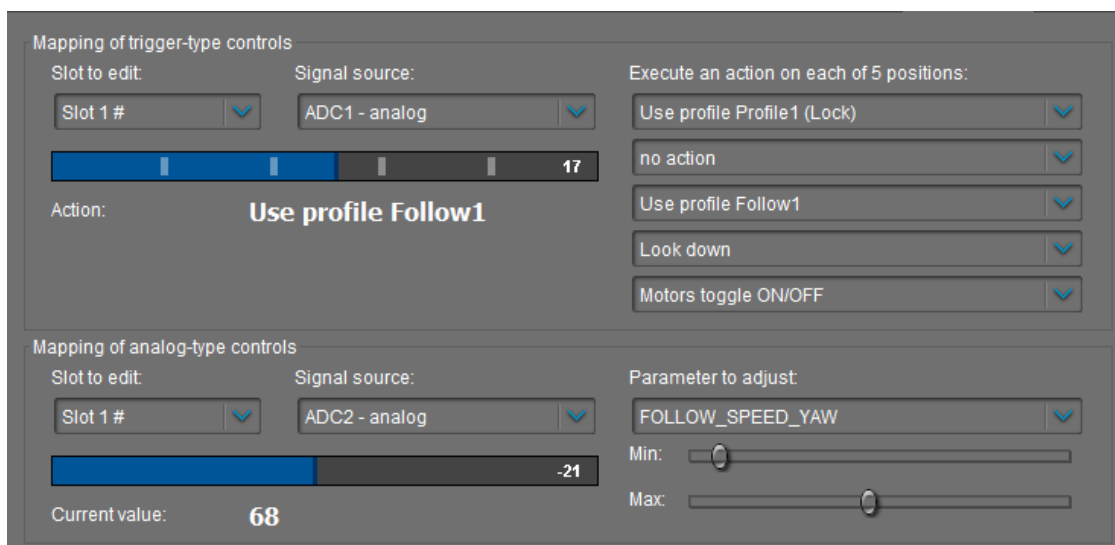 Mapping of trigger-type controls
Slot to edit:
Signal source:
Execute an action on each of 5 positions:
Slot 1 #
ADC1 - analog
Use profile Profile1 (Lock)
17
no action
Action:
Use profile Follow1
Use profile Follow1
Look down
Motors toggle ON/OFF
Mapping of analog-type controls
Slot to edit:
Signal source:
Parameter to adjust:
Slot 1 #
ADC2 - analog
FOLLOW_SPEED_YAW
Min:
-21
Max:
Current value:
68